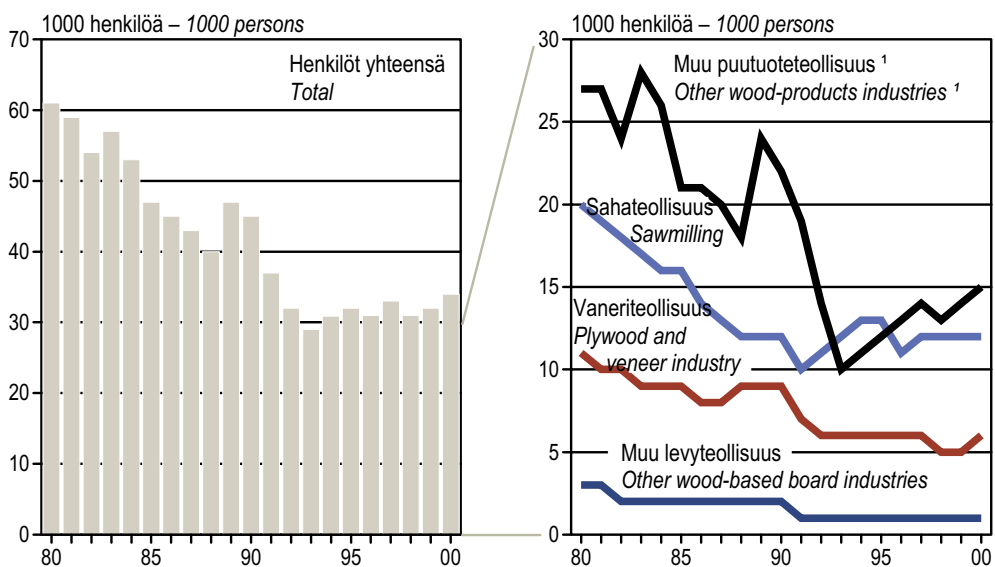 1000 henkilöä – 1000 persons
70
60
50
40
30
20
10
0
Henkilöt yhteensä
Total
80 85 90 95 00
1000 henkilöä – 1000 persons
30
25
20
15
10
5
0
Muu puutuoteteollisuus ¹
Other wood-products industries ¹
Sahateollisuus
Sawmilling
Vaneriteollisuus
Plywood and
veneer industry
Muu levyteollisuus
Other wood-based board industries
80 85 90 95 00